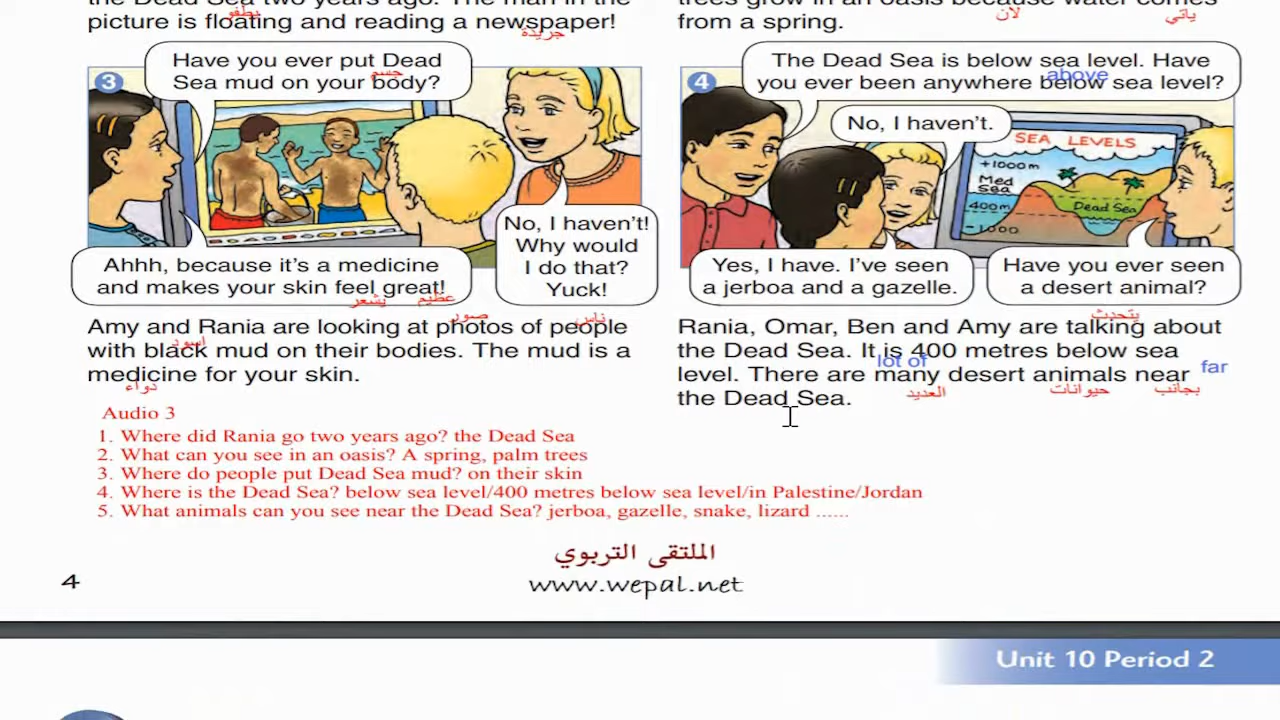 the Dead Sea two years ago. The man in the
picture is floating and reading a newspaper!
يطفو
جريدة
trees grow in an oasis because water comes
from a spring.
لان
ياتي
3
Have you ever put Dead
Sea mud on your body?
جسم
No, I haven't!
Why would
I do that?
Yuck!
Ahhh, because it's a medicine
and makes your skin feel great!
يشعر
عظيم
Amy and Rania are looking at photos of people
صور
ناس
with black mud on their bodies. The mud is a
اسود
medicine for your skin.
دواء
4
The Dead Sea is below sea level. Have
you ever been anywhere below sea level?
above
No, I haven't.
SEA LEVELS
+1000m
Med
sea
400m
-1000
Dead Sea
Yes, I have. I've seen
a jerboa and a gazelle.
Have you ever seen
a desert animal?
Rania, Omar, Ben and Amy are talking about
يتحدث
the Dead Sea. It is 400 metres below sea
lot of
far
level. There are many desert animals near
العديد
حيوانات
بجانب
the Dead Sea.
Audio 3
1. Where did Rania go two years ago? the Dead Sea
2. What can you see in an oasis? A spring, palm trees
3. Where do people put Dead Sea mud? on their skin
4. Where is the Dead Sea? below sea level/400 metres below sea level/in Palestine/Jordan
5. What animals can you see near the Dead Sea? jerboa, gazelle, snake, lizard ......
الملتقى التربوي
www.wepal.net
4
Unit 10 Period 2